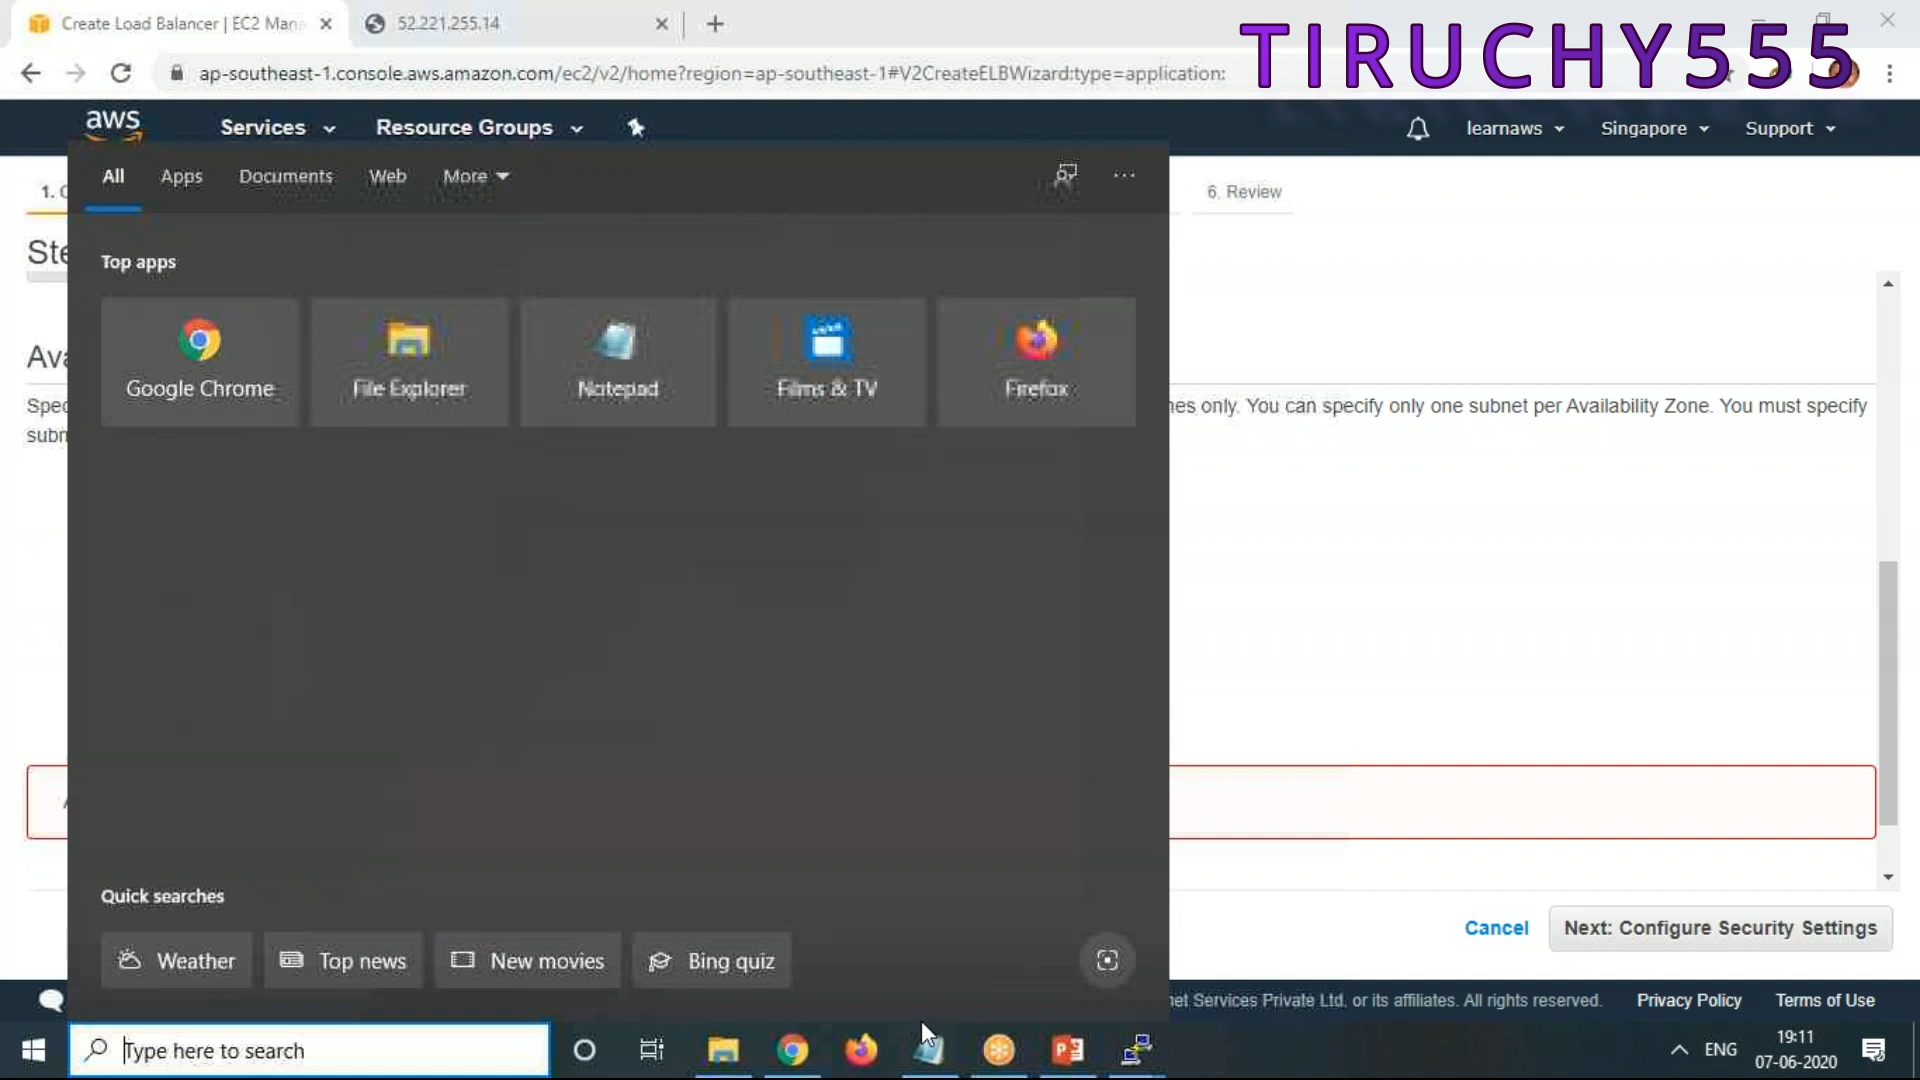 Create Load Balancer | EC2 Mana
52.221.255.14
TIRUCHY555
ap-southeast-1.console.aws.amazon.com/ec2/v2/home?region=ap-southeast-1#V2CreateELBWizard:type=application:
aws
Services
Resource Groups
learnaws
Singapore
Support
All
Apps
Documents
Web
More
1. C
6. Review
Ste
Top apps
Google Chrome
File Explorer
Notepad
Films & TV
Firefox
Ava
Spec
nes only. You can specify only one subnet per Availability Zone. You must specify
subn
Quick searches
Weather
Top news
New movies
Bing quiz
Cancel
Next: Configure Security Settings
net Services Private Ltd. or its affiliates. All rights reserved.
Privacy Policy
Terms of Use
Type here to search
ENG
19:11
07-06-2020